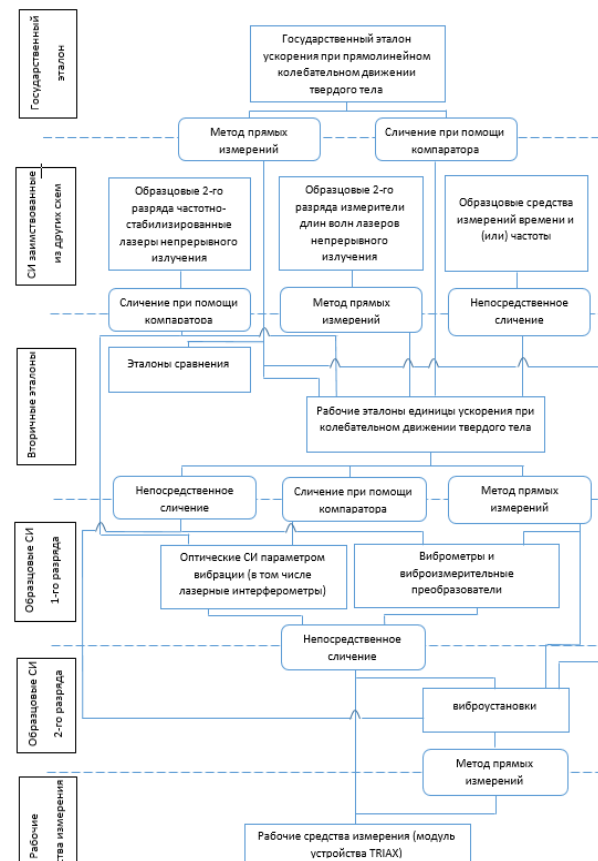 Государственный
эталон
Государственный эталон
ускорения при прямолинейном
колебательном движении
твердого тела
Метод прямых
измерений
Сличение при помощи
компаратора
СИ заимствованные
из других схем
Образцовые 2-го
разряда частотно-
стабилизированные
лазеры непрерывного
излучения
Образцовые 2-го
разряда измерители
длин волн лазеров
непрерывного
излучения
Образцовые средства
измерений времени и
(или) частоты
Сличение при помощи
компаратора
Метод прямых
измерений
Непосредственное
сличение
Вторичные эталоны
Эталоны сравнения
Рабочие эталоны единицы ускорения при
колебательном движении твердого тела
Непосредственное
сличение
Сличение при помощи
компаратора
Метод прямых
измерений
Образцовые СИ
1-го разряда
Оптические СИ параметром
вибрации (в том числе
лазерные интерферометры)
Виброметры и
виброизмерительные
преобразователи
Непосредственное
сличение
Образцовые СИ
2-го разряда
виброустановки
Метод прямых
измерений
Рабочие
измерения
Рабочие средства измерения (модуль
устройства TRIAX)